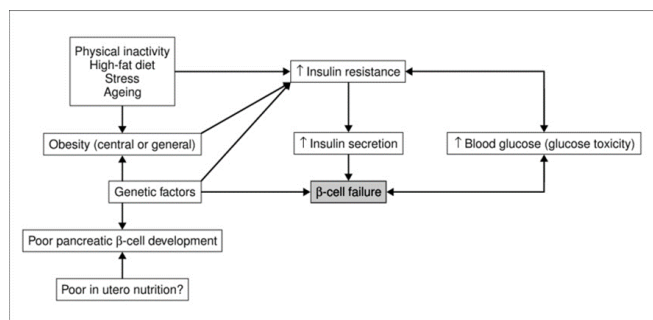 Physical inactivity
High-fat diet
Stress
Ageing
↑ Insulin resistance
Obesity (central or general)
↑ Insulin secretion
↑ Blood glucose (glucose toxicity)
Genetic factors
β-cell failure
Poor pancreatic β-cell development
Poor in utero nutrition?